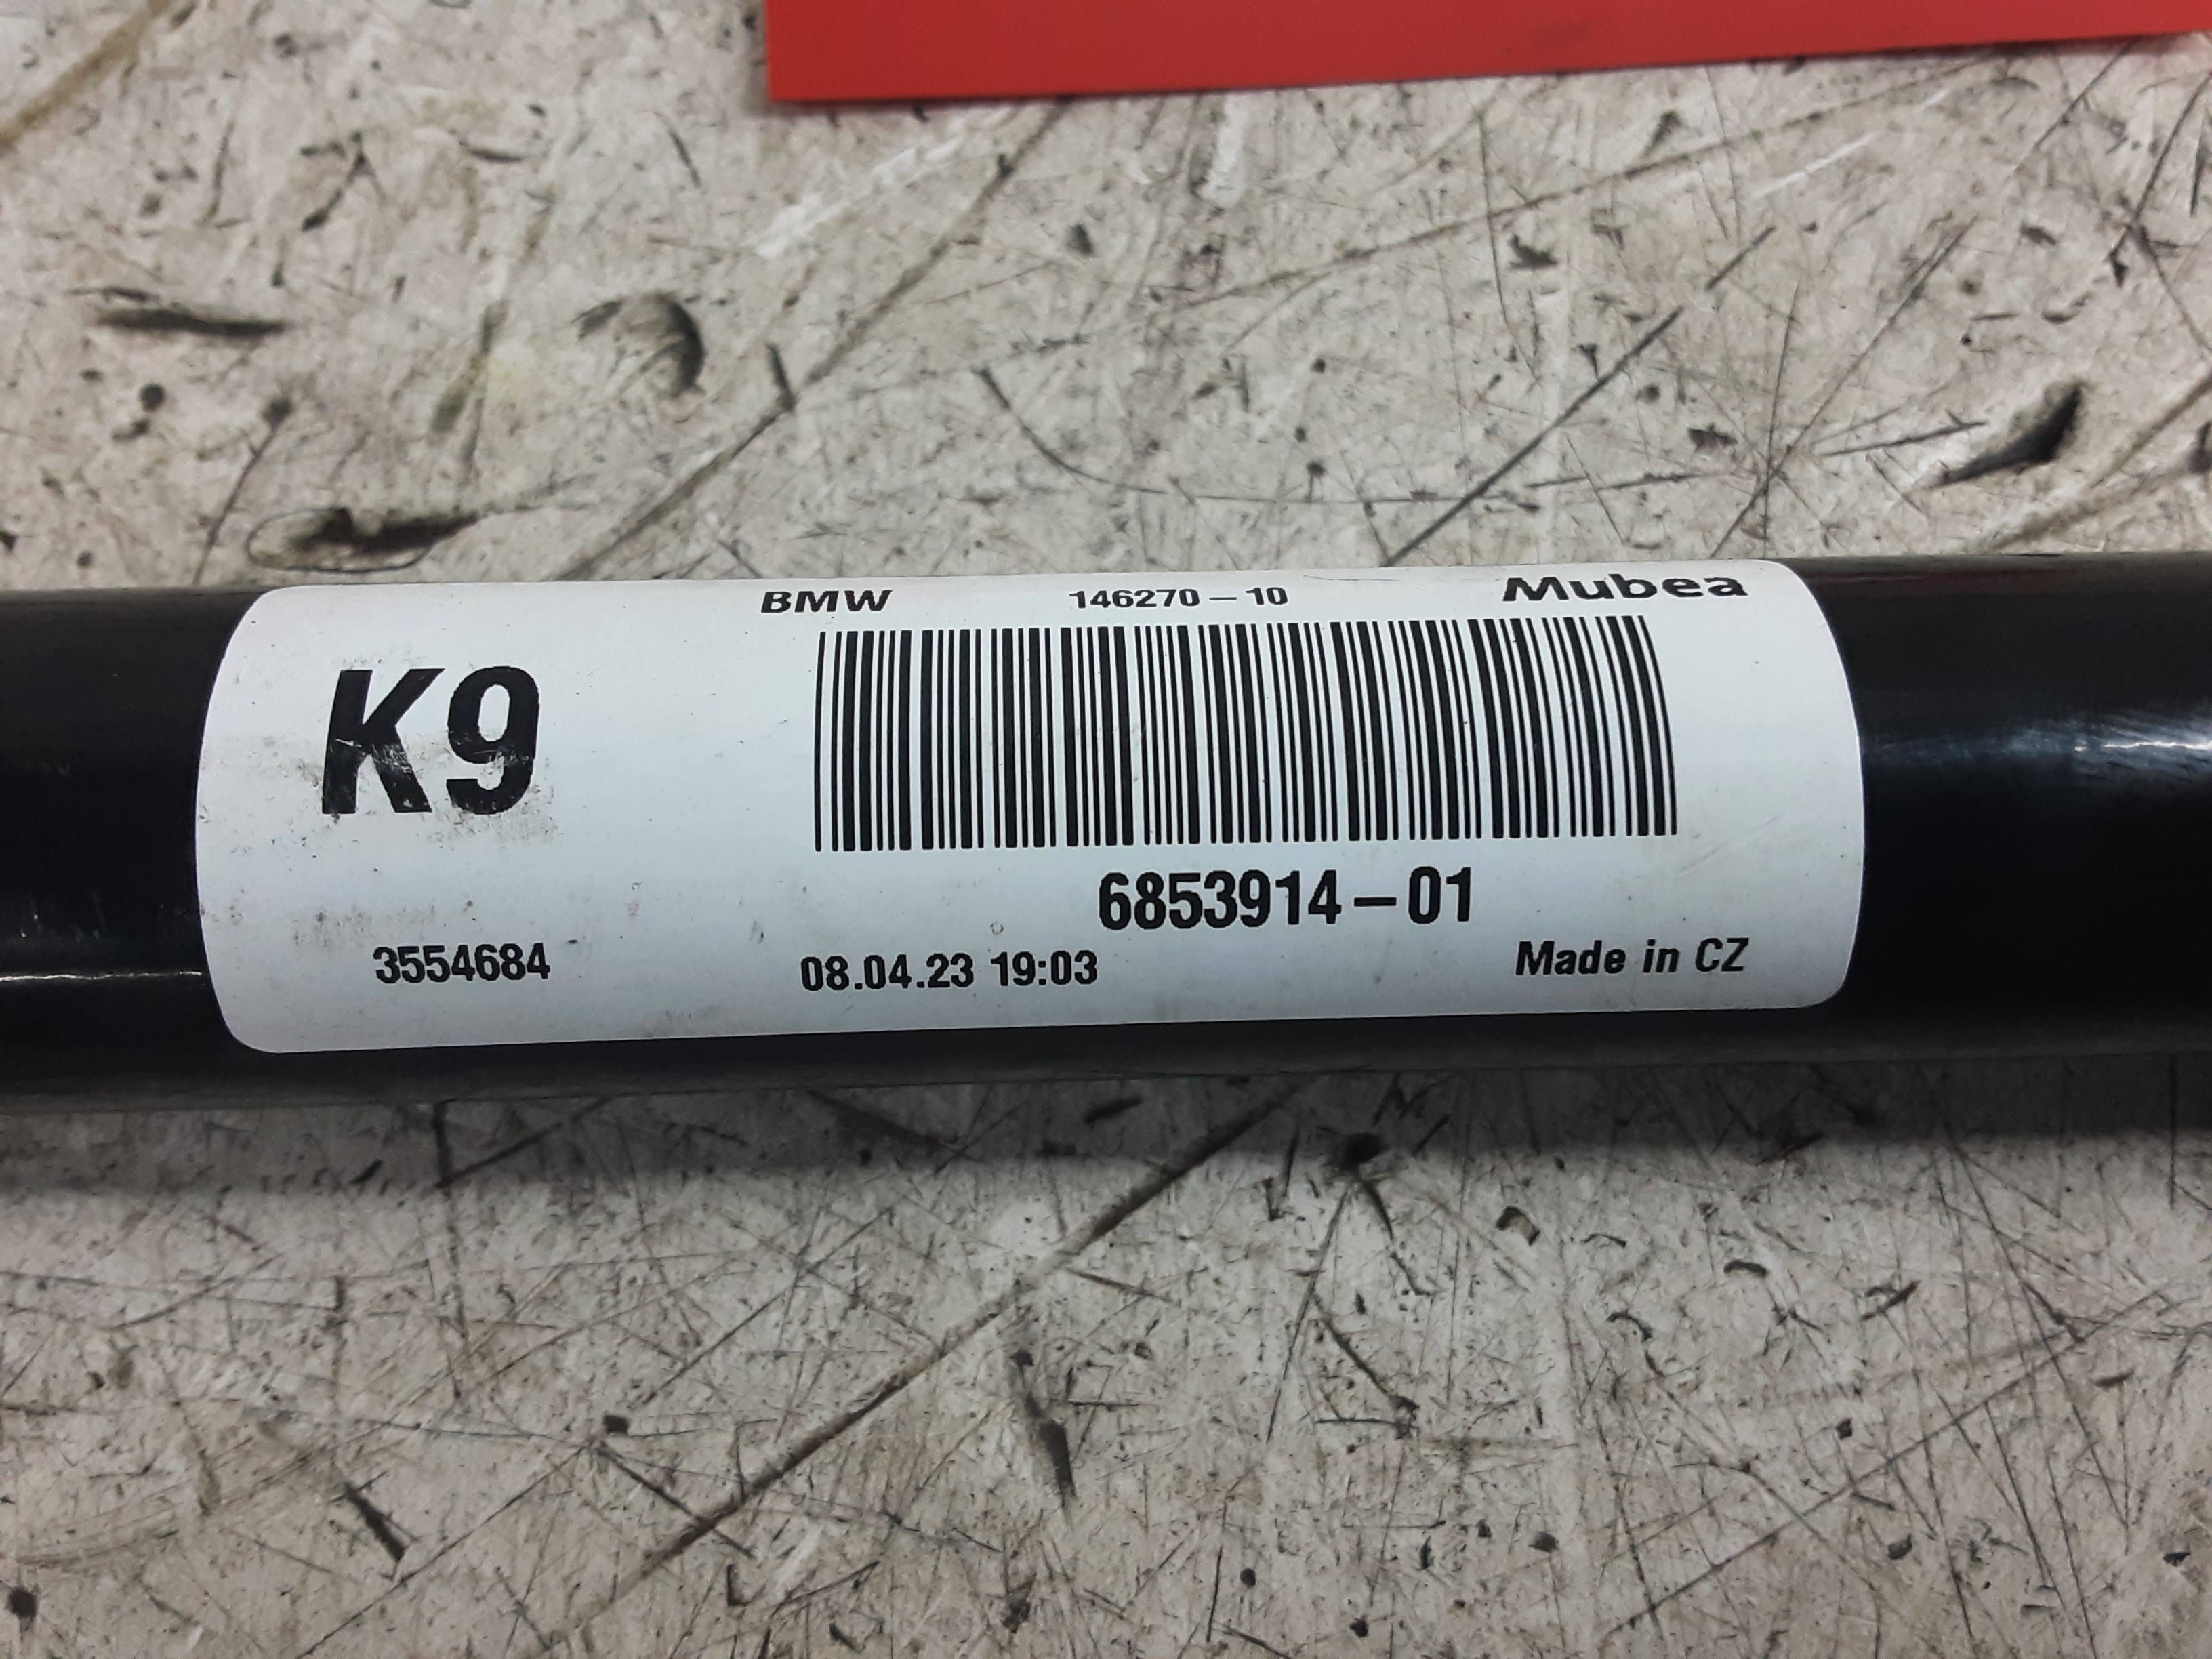 BMW 146270-10 Mubea
K9
6853914-01
3554684 08.04.23 19:03 Made in CZ